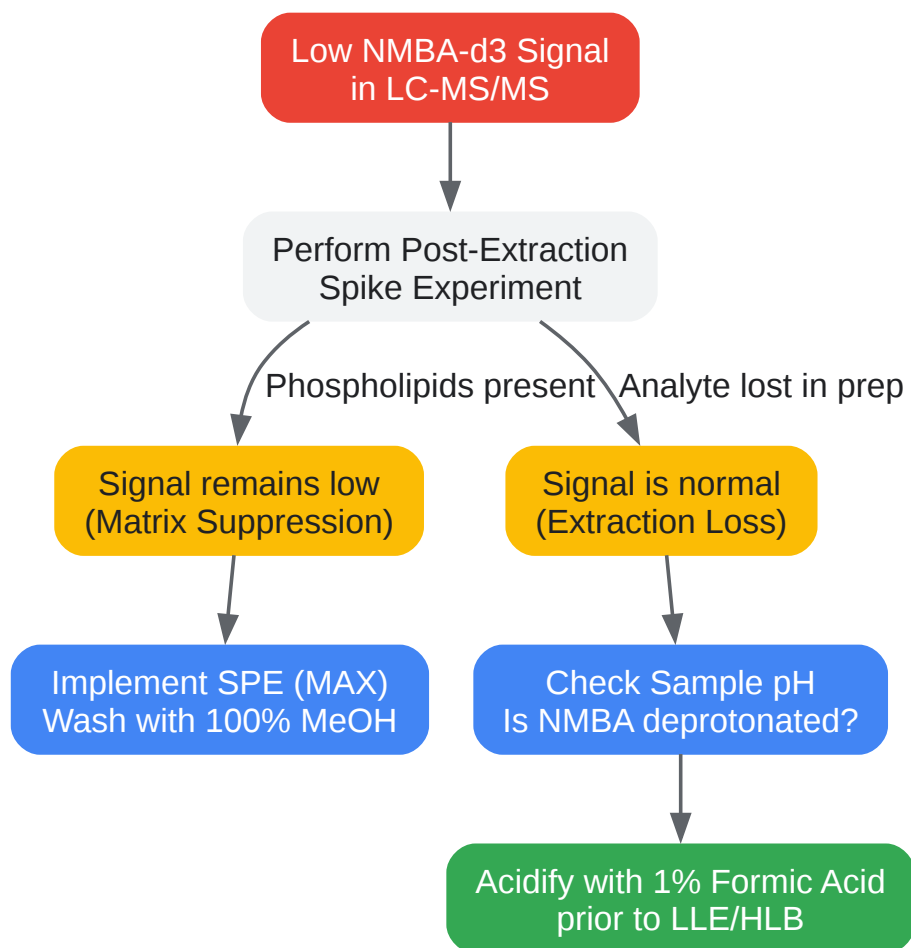 Low NMBA-d3 Signal
in LC-MS/MS
Perform Post-Extraction
Spike Experiment
Phospholipids present
Analyte lost in prep
Signal remains low
(Matrix Suppression)
Signal is normal
(Extraction Loss)
Implement SPE (MAX)
Wash with 100% MeOH
Check Sample pH
Is NMBA deprotonated?
Acidify with 1% Formic Acid
prior to LLE/HLB